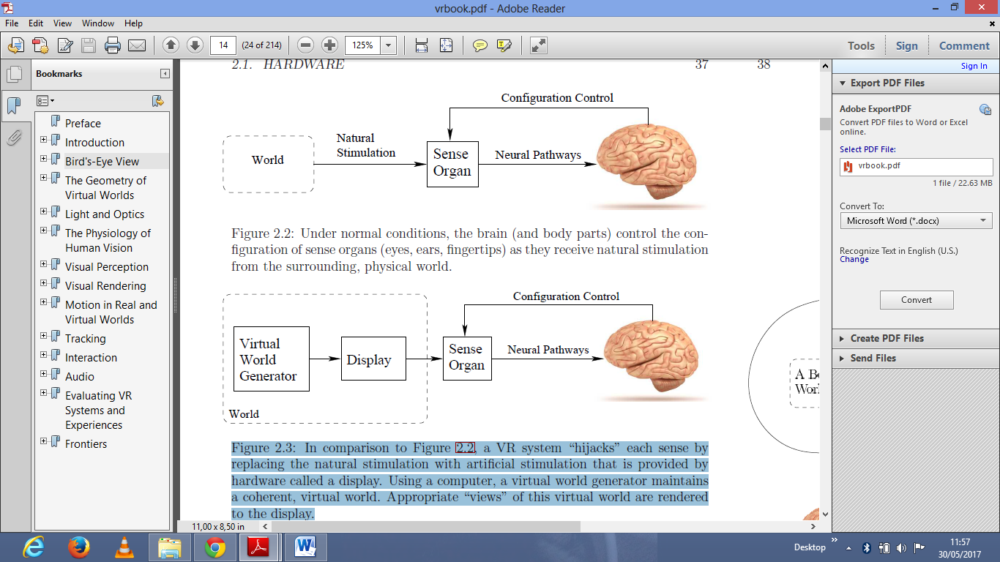 vrbook.pdf - Adobe Reader
File Edit View Window Help
14 (24 of 214) 125% Tools Sign Comment
Bookmarks
Preface
Introduction
Bird's-Eye View
The Geometry of
Virtual Worlds
Light and Optics
The Physiology of
Human Vision
Visual Perception
Visual Rendering
Motion in Real and
Virtual Worlds
Tracking
Interaction
Audio
Evaluating VR
Systems and
Experiences
Frontiers
2.1. HARDWARE 37 38
Configuration Control
World
Natural
Stimulation
Sense
Organ
Neural Pathways
Figure 2.2: Under normal conditions, the brain (and body parts) control the con-
figuration of sense organs (eyes, ears, fingertips) as they receive natural stimulation
from the surrounding, physical world.
Configuration Control
Virtual
World
Generator
Display
Sense
Organ
Neural Pathways
World
Figure 2.3: In comparison to Figure 2.2, a VR system “hijacks” each sense by
replacing the natural stimulation with artificial stimulation that is provided by
hardware called a display. Using a computer, a virtual world generator maintains
a coherent, virtual world. Appropriate “views” of this virtual world are rendered
to the display.
A
11,00 x 8,50 in
Sign In
Export PDF Files
Adobe ExportPDF
Convert PDF files to Word or Excel
online.
Select PDF File:
vrbook.pdf
1 file / 22.63 MB
Convert To:
Microsoft Word (*.docx)
Recognize Text in English (U.S.)
Change
Convert
Create PDF Files
Send Files
Desktop
11:57
30/05/2017